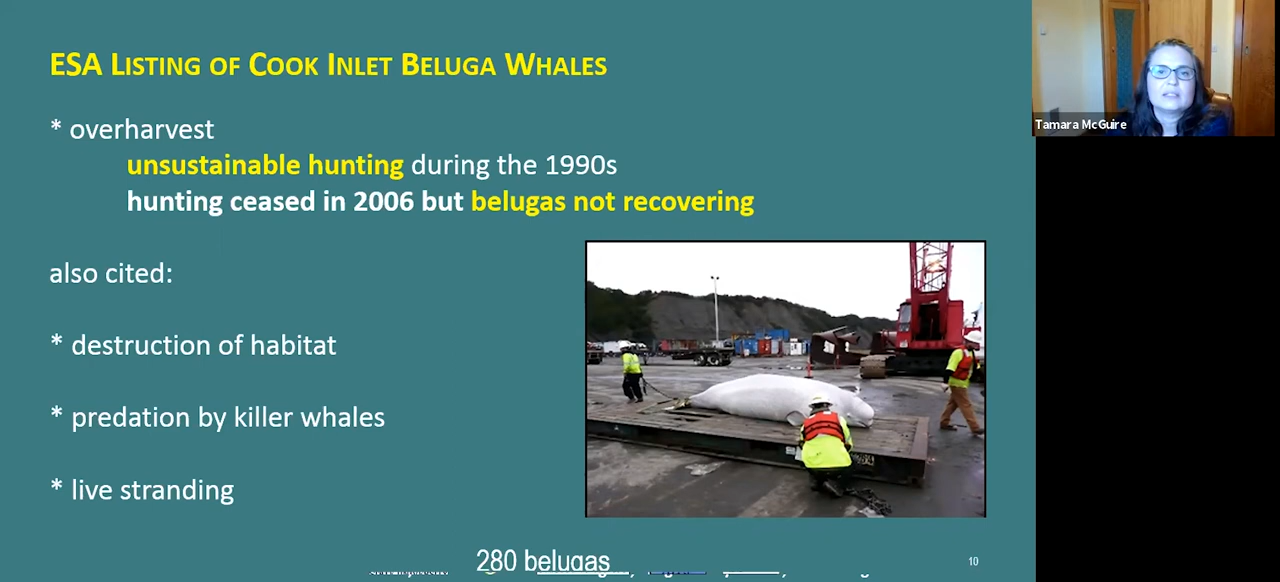 ESA LISTING OF COOK INLET BELUGA WHALES
* overharvest
unsustainable hunting during the 1990s
hunting ceased in 2006 but belugas not recovering
also cited:
* destruction of habitat
* predation by killer whales
* live stranding
280 belugas
10
Tamara McGuire